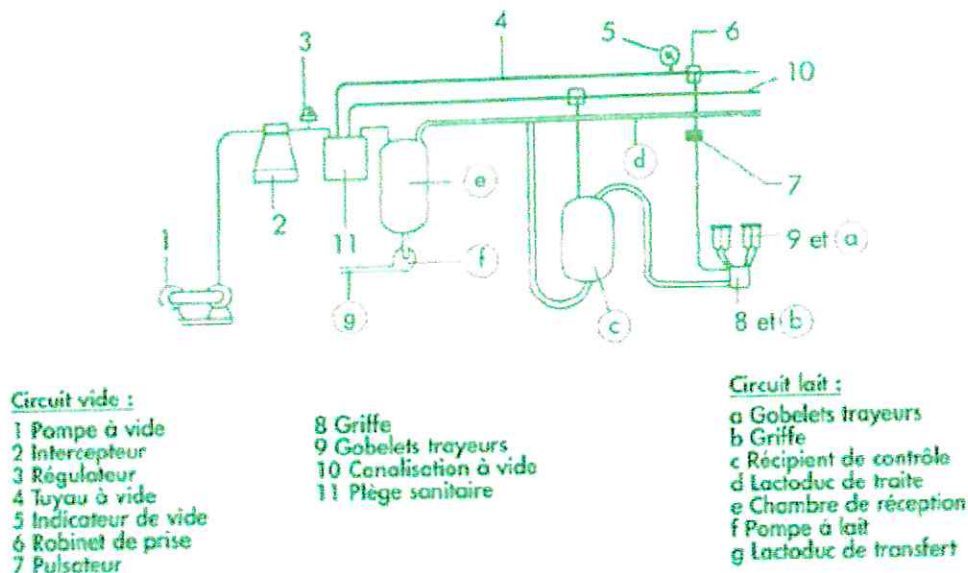 4
5
6
3
10
d
e
7
2
11
1
f
9 et a
g
c
8 et b
Circuit vide :
1 Pompe à vide
2 Intercepteur
3 Régulateur
4 Tuyau à vide
5 Indicateur de vide
6 Robinet de prise
7 Pulsateur
8 Griffe
9 Gobelets trayeurs
10 Canalisation à vide
11 Piège sanitaire
Circuit lait :
a Gobelets trayeurs
b Griffe
c Récipient de contrôle
d Lactoduc de traite
e Chambre de réception
f Pompe à lait
g Lactoduc de transfert